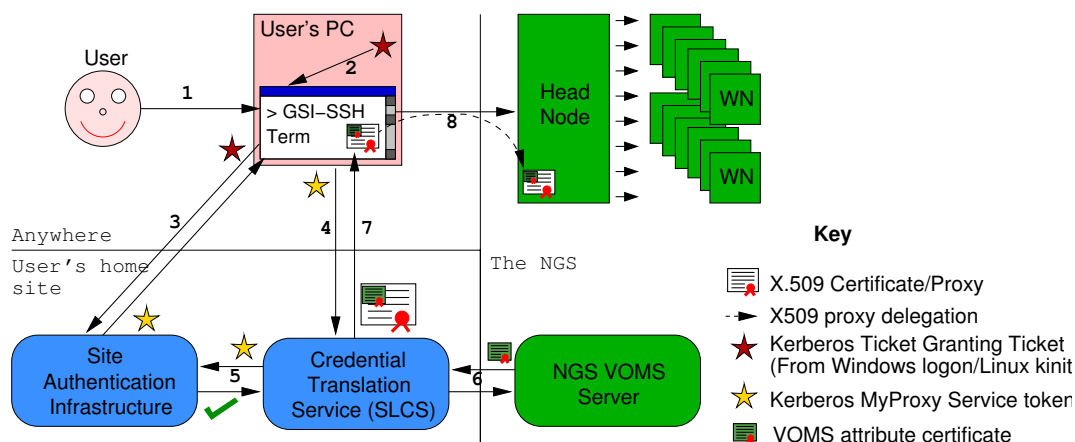 User's PC
User
2
1
> GSI-SSH
Term
8
Head
Node
WN
WN
3
4
7
Anywhere
User's home
site
The NGS
Key
X.509 Certificate/Proxy
X509 proxy delegation
Kerberos Ticket Granting Ticket
(From Windows logon/Linux kinit
Kerberos MyProxy Service token
VOMS attribute certificate
Site
Authentication
Infrastructure
5
Credential
Translation
Service (SLCS)
6
NGS VOMS
Server